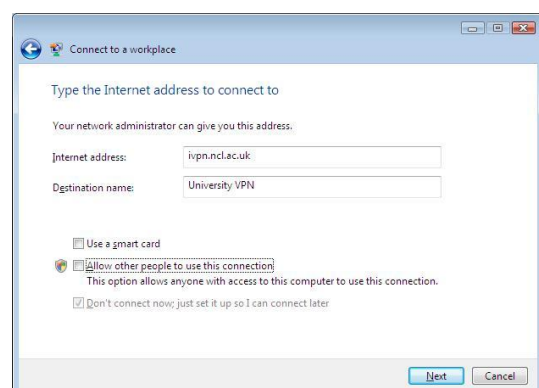 Connect to a workplace
Type the Internet address to connect to
Your network administrator can give you this address.
Internet address: ivpn.ncl.ac.uk
Destination name: University VPN
Use a smart card
Allow other people to use this connection
This option allows anyone with access to this computer to use this connection.
Don't connect now; just set it up so I can connect later
Next Cancel